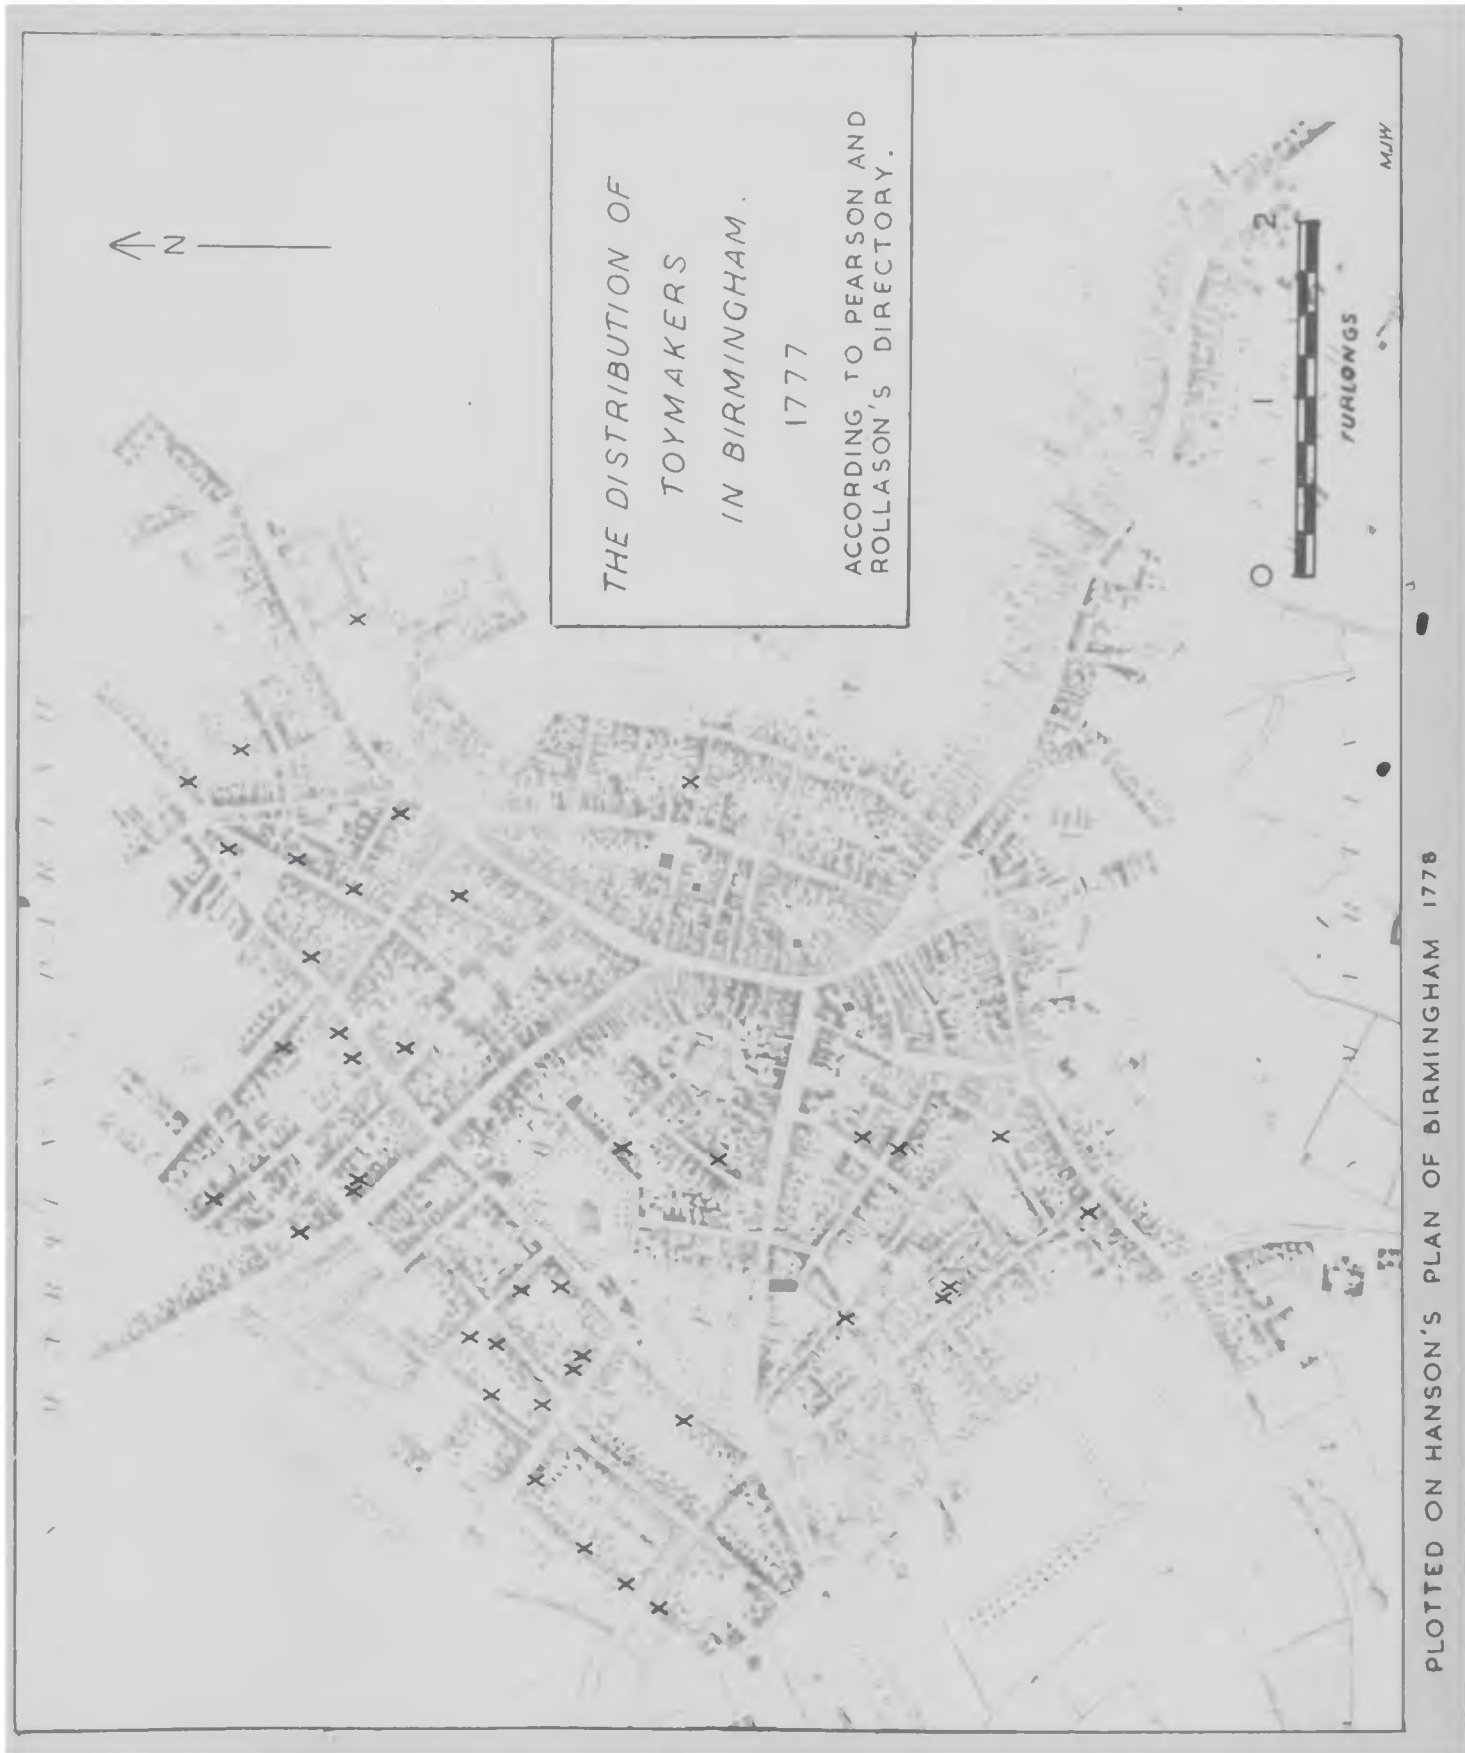 THE DISTRIBUTION OF
TOYMAKERS
IN BIRMINGHAM.
1777
ACCORDING TO PEARSON AND
ROLLASON'S DIRECTORY.
N
0 1 2
FURLONGS
MJW
PLOTTED ON HANSON'S PLAN OF BIRMINGHAM 1778